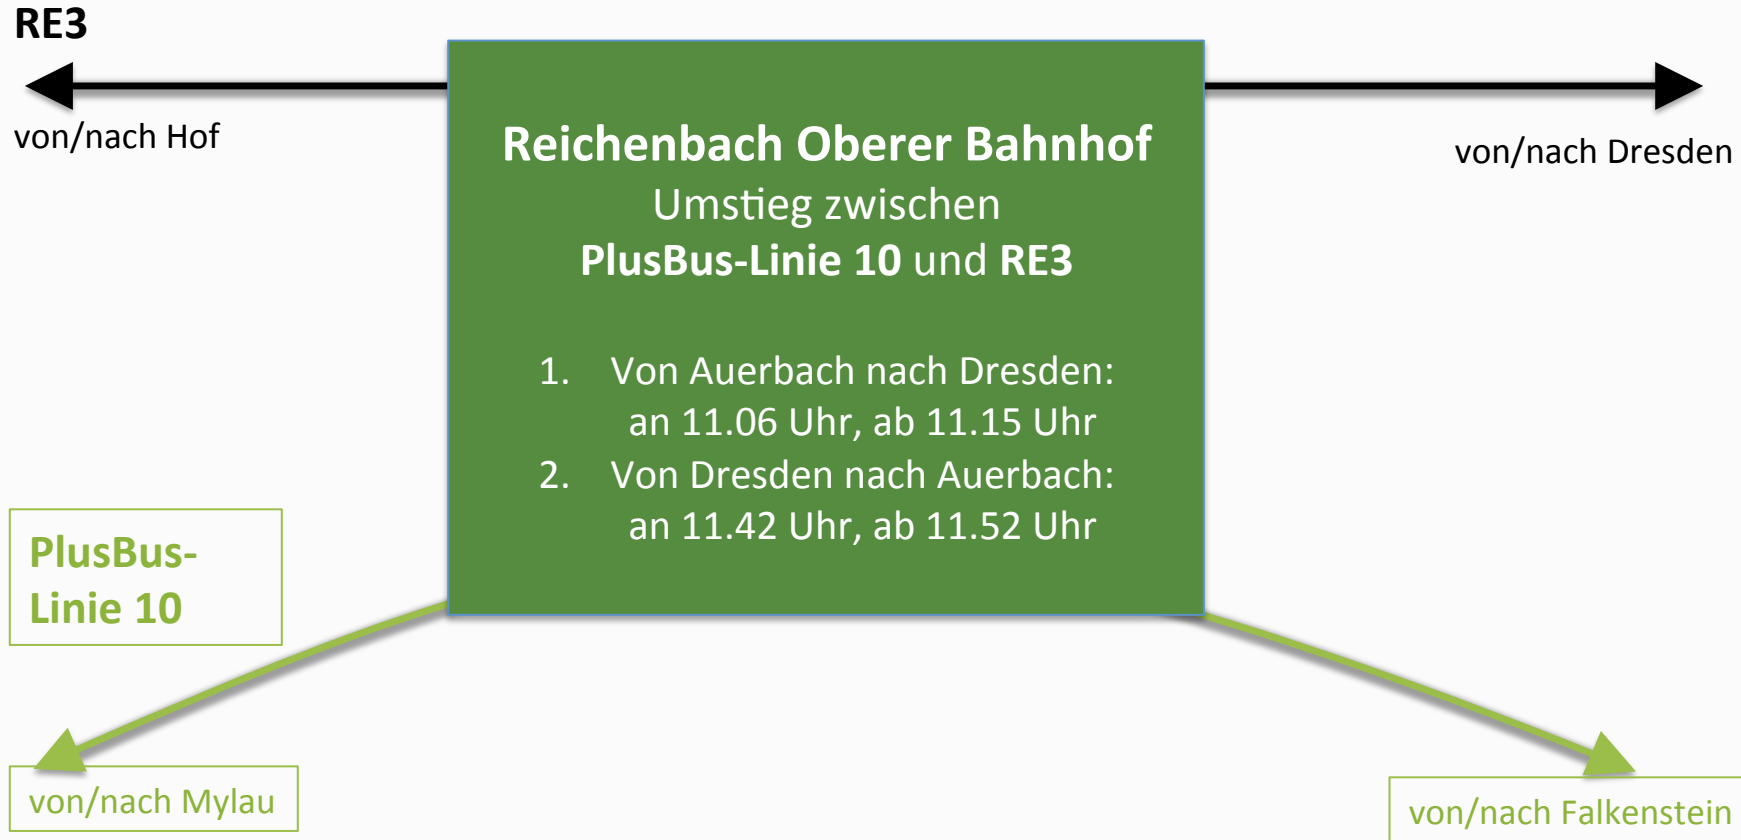 RE3
von/nach Hof
von/nach Dresden
Reichenbach Oberer Bahnhof
Umstieg zwischen
PlusBus-Linie 10 und RE3
1. Von Auerbach nach Dresden:
an 11.06 Uhr, ab 11.15 Uhr
2. Von Dresden nach Auerbach:
an 11.42 Uhr, ab 11.52 Uhr
PlusBus-
Linie 10
von/nach Mylau
von/nach Falkenstein